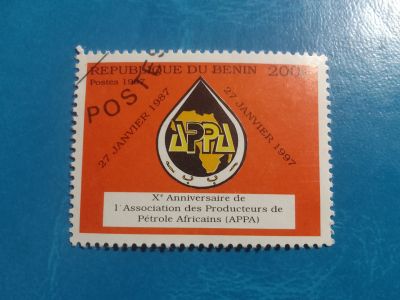 REPUBLIQUE DU BENIN 200F
Postes 1997
POSTES
27 JANVIER 1987
27 JANVIER 1997
APPA
Xe Anniversaire de
l'Association des Producteurs de
Pétrole Africains (APPA)